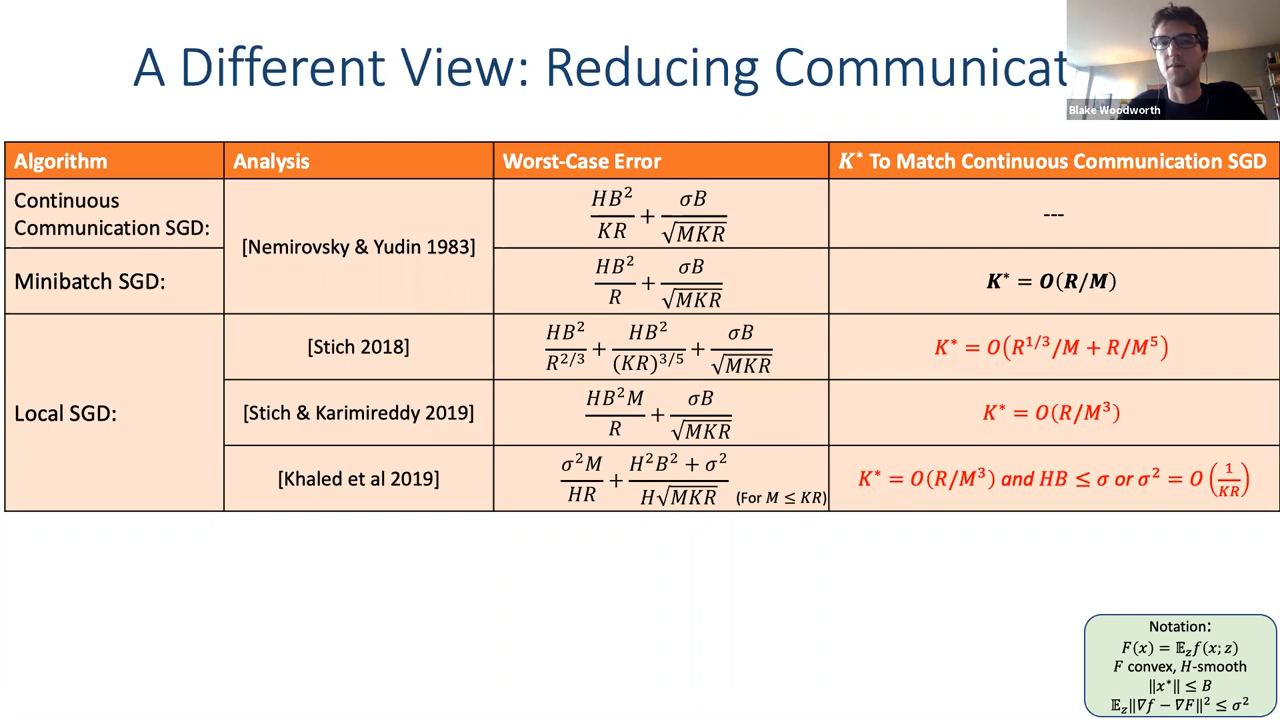 A Different View: Reducing Communicat
Blake Woodworth
Algorithm Analysis Worst-Case Error K* To Match Continuous Communication SGD
Continuous
Communication SGD:
[Nemirovsky & Yudin 1983]
HB²/KR + σB/√MKR
---
Minibatch SGD:
HB²/R + σB/√MKR
K* = O(R/M)
Local SGD:
[Stich 2018]
HB²/R^{2/3} + HB²/(KR)^{3/5} + σB/√MKR
K* = O(R^{1/3}/M + R/M⁵)
[Stich & Karimireddy 2019]
HB²M/R + σB/√MKR
K* = O(R/M³)
[Khaled et al 2019]
σ²M/HR + H²B² + σ²/H√MKR (For M ≤ KR)
K* = O(R/M³) and HB ≤ σ or σ² = O(1/KR)
Notation:
F(x) = 𝔼_z f(x; z)
F convex, H-smooth
‖x*‖ ≤ B
𝔼_z‖∇f − ∇F‖² ≤ σ²